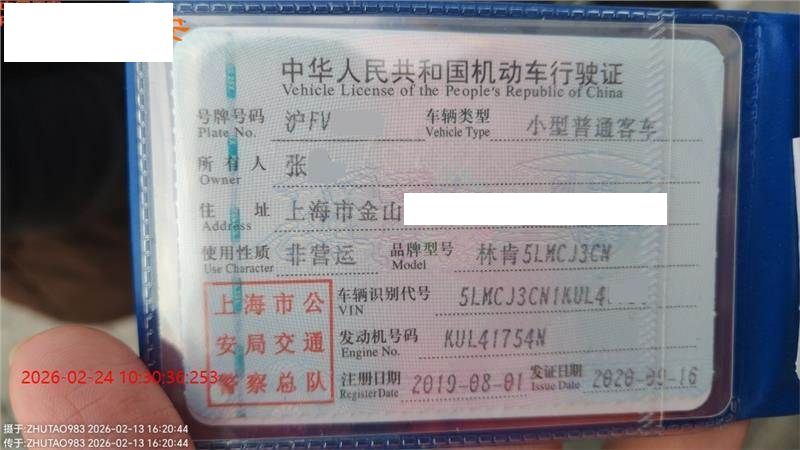 中华人民共和国机动车行驶证
Vehicle License of the People's Republic of China
号牌号码 沪FV 车辆类型 小型普通客车
Plate No. Vehicle Type
所有人 张
Owner
住址 上海市金山
Address
使用性质 非营运 品牌型号 林肯5LMCJ3CN
Use Character Model
上海市公
安局交通
警察总队
车辆识别代号 5LMCJ3CN1KUL4
VIN
发动机号码 KUL41754N
Engine No.
注册日期 2019-08-01 发证日期 2020-09-16
Register Date Issue Date
2026-02-24 10:30:36:253
摄于:ZHUTAO983 2026-02-13 16:20:44
传于:ZHUTAO983 2026-02-13 16:20:44